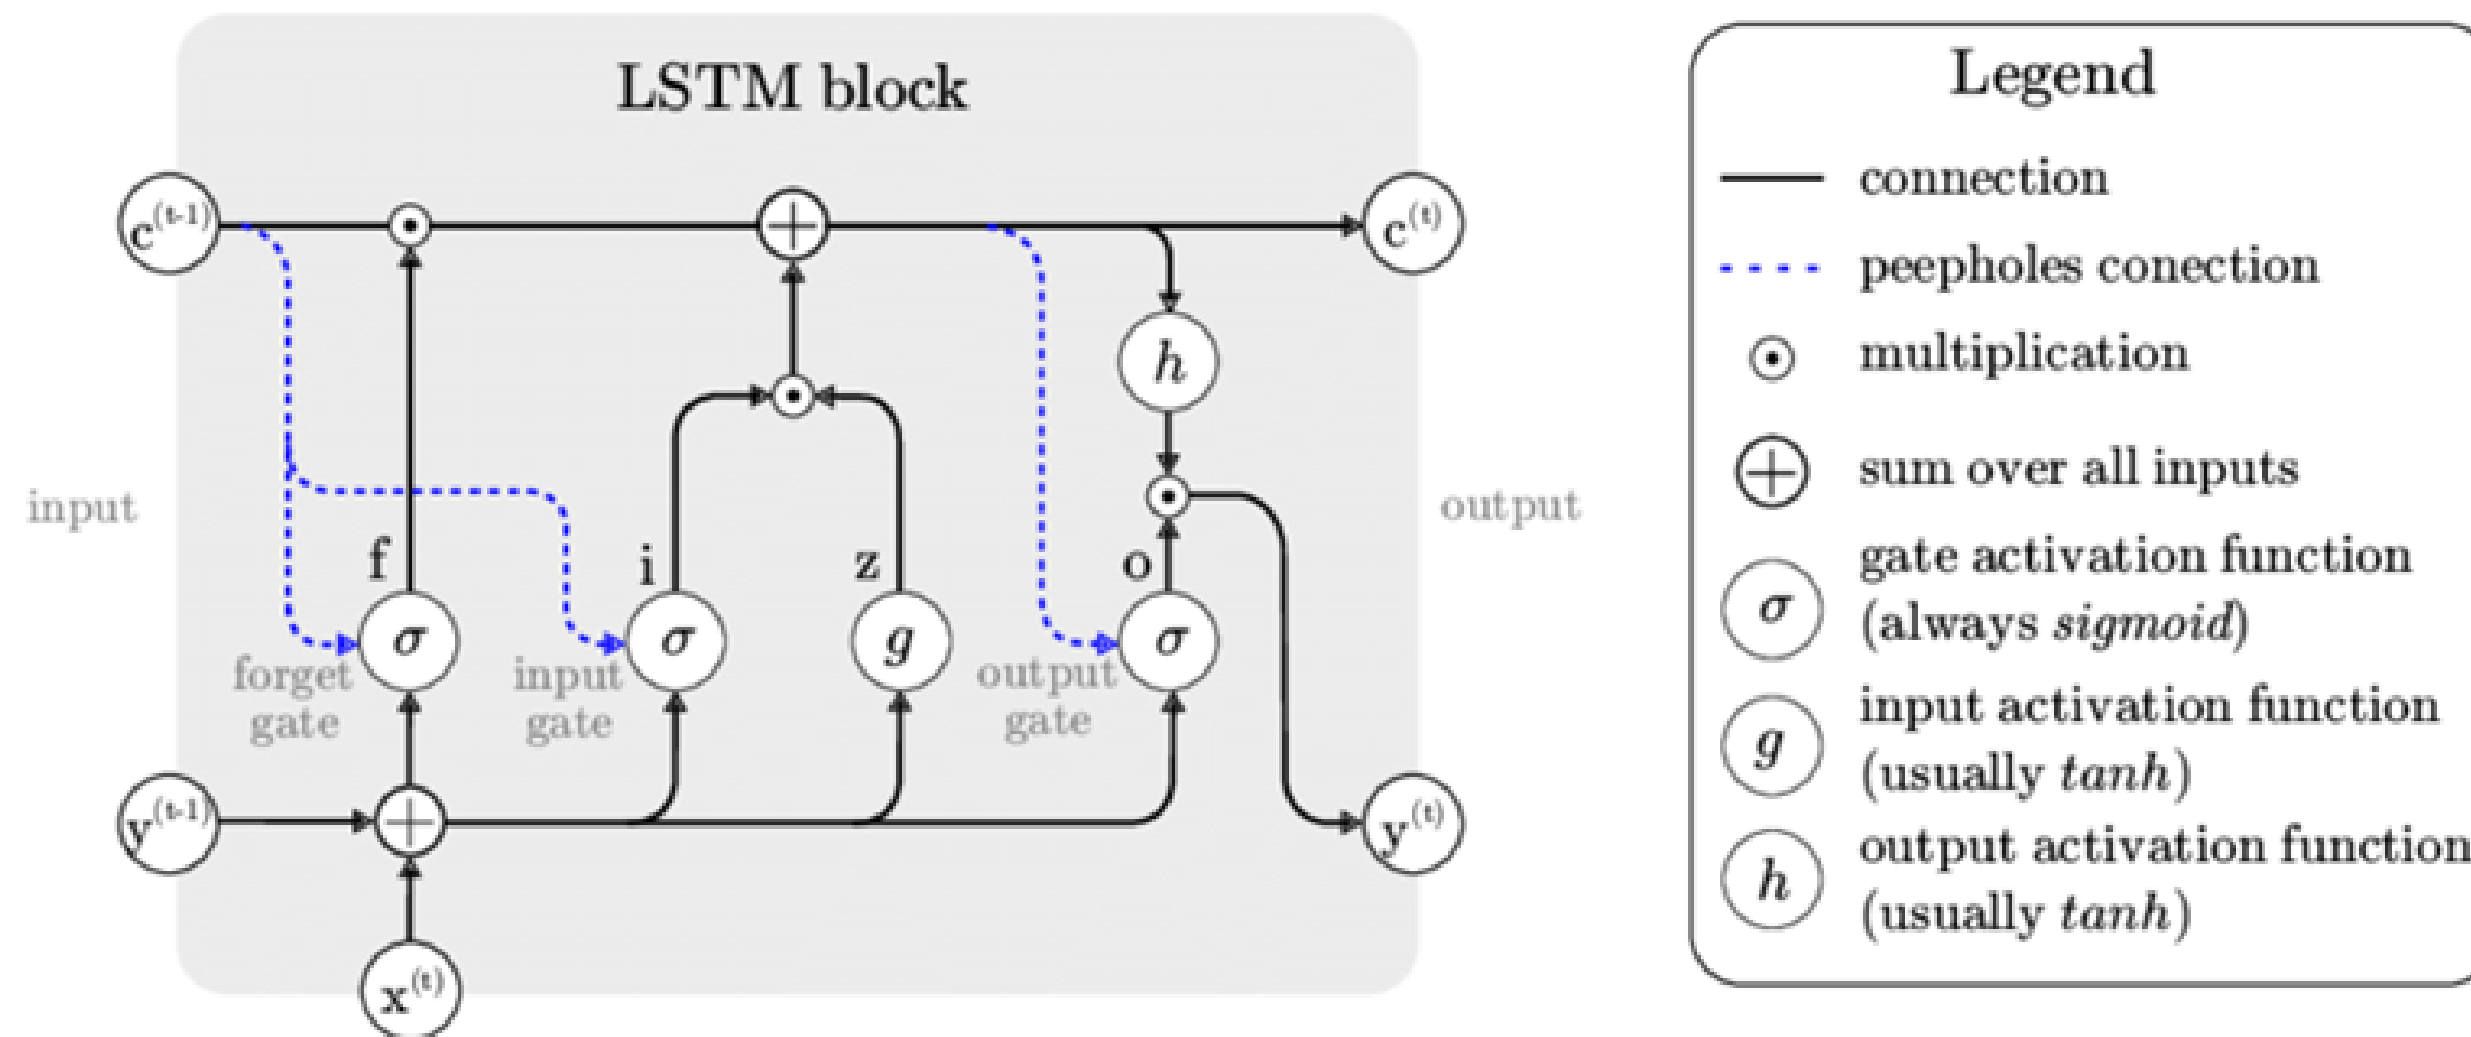 LSTM block
c(t-1)
c(t)
h
input
output
f
i
z
o
σ
σ
g
σ
forget
gate
input
gate
output
gate
y(t-1)
y(t)
x(t)
Legend
connection
peepholes conection
multiplication
sum over all inputs
σ
gate activation function
(always sigmoid)
g
input activation function
(usually tanh)
h
output activation function
(usually tanh)